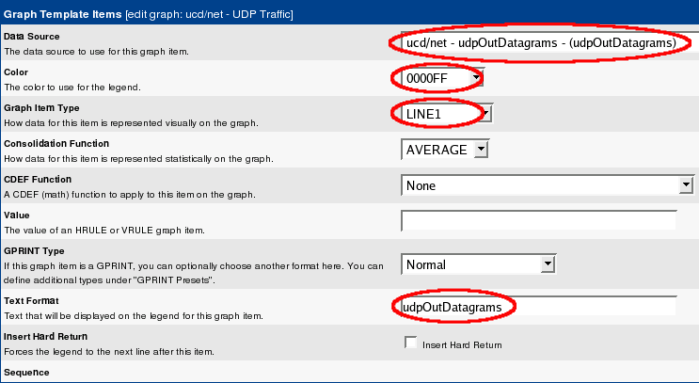 Graph Template Items [edit graph: ucd/net - UDP Traffic]
Data Source
The data source to use for this graph item.
ucd/net - udpOutDatagrams - (udpOutDatagrams)
Color
The color to use for the legend.
0000FF
Graph Item Type
How data for this item is represented visually on the graph.
LINE1
Consolidation Function
How data for this item is represented statistically on the graph.
AVERAGE
CDEF Function
A CDEF (math) function to apply to this item on the graph.
None
Value
The value of an HRULE or VRULE graph item.
GPRINT Type
If this graph item is a GPRINT, you can optionally choose another format here. You can
define additional types under "GPRINT Presets".
Normal
Text Format
Text that will be displayed on the legend for this graph item.
udpOutDatagrams
Insert Hard Return
Forces the legend to the next line after this item.
Insert Hard Return
Sequence